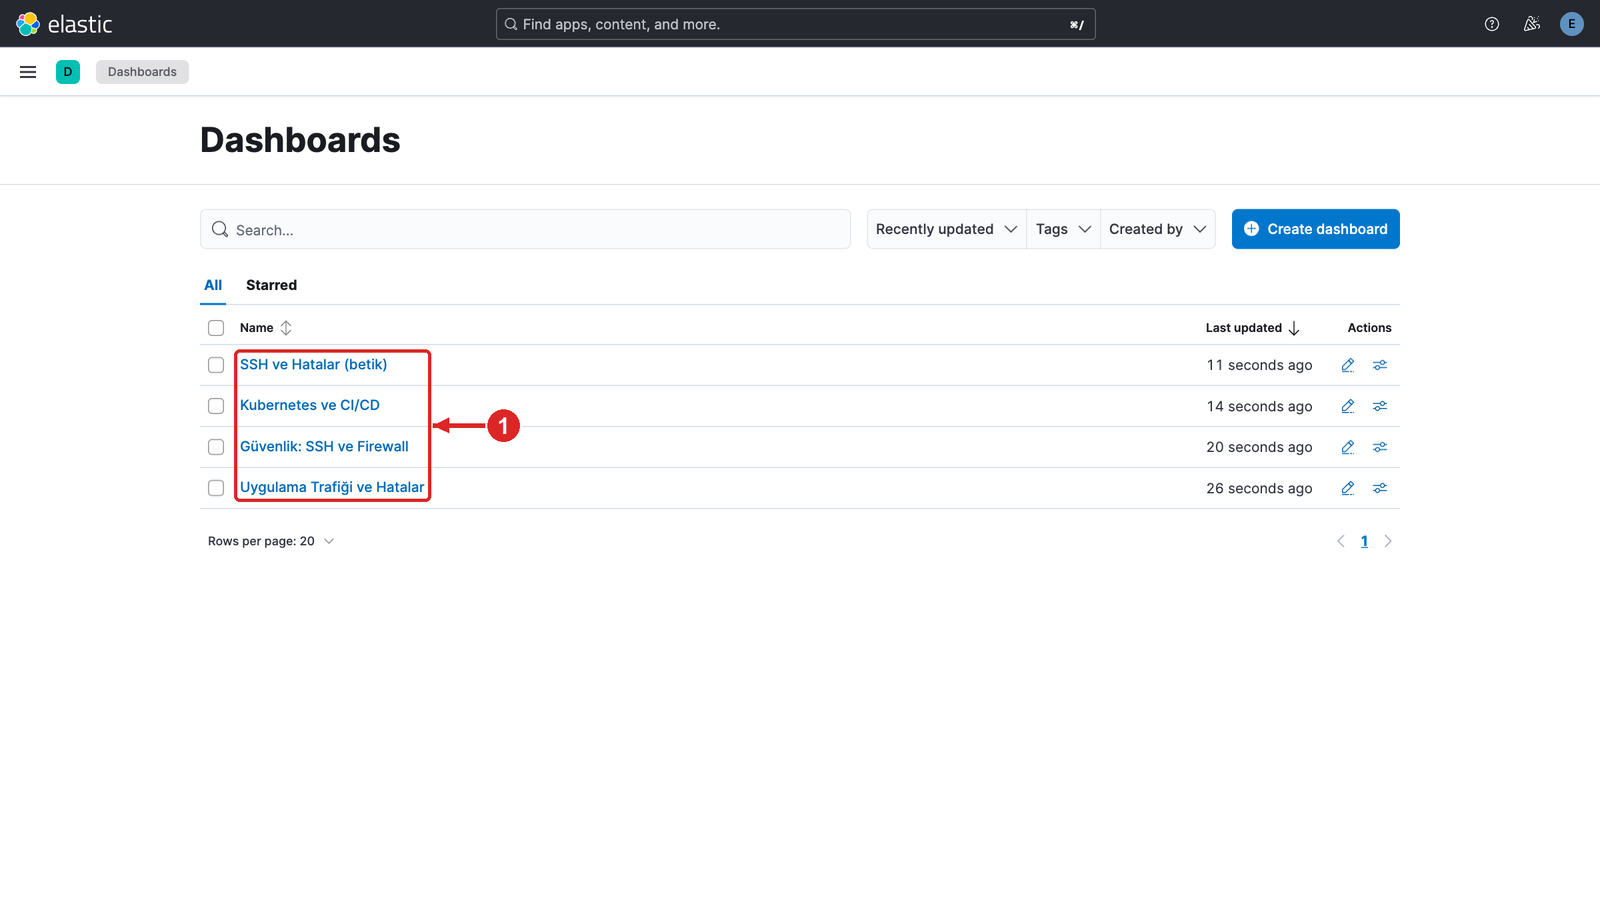 elastic
Find apps, content, and more.
⌘/
E
D
Dashboards
Dashboards
Search...
Recently updated
Tags
Created by
Create dashboard
All
Starred
Name
Last updated
Actions
SSH ve Hatalar (betik)
11 seconds ago
Kubernetes ve CI/CD
14 seconds ago
1
Güvenlik: SSH ve Firewall
20 seconds ago
Uygulama Trafiği ve Hatalar
26 seconds ago
Rows per page: 20
1